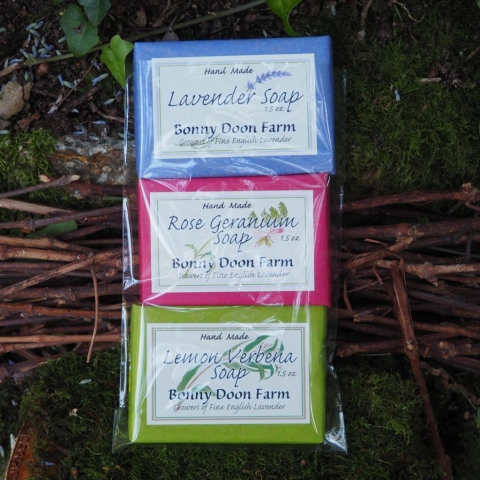 Hand Made
Lavender Soap
1.5 oz
Bonny Doon Farm
Growers of Fine English Lavender
Hand Made
Rose Geranium
Soap 1.5 oz
Bonny Doon Farm
Growers of Fine English Lavender
Hand Made
Lemon Verbena
Soap 1.5 oz
Bonny Doon Farm
Growers of Fine English Lavender